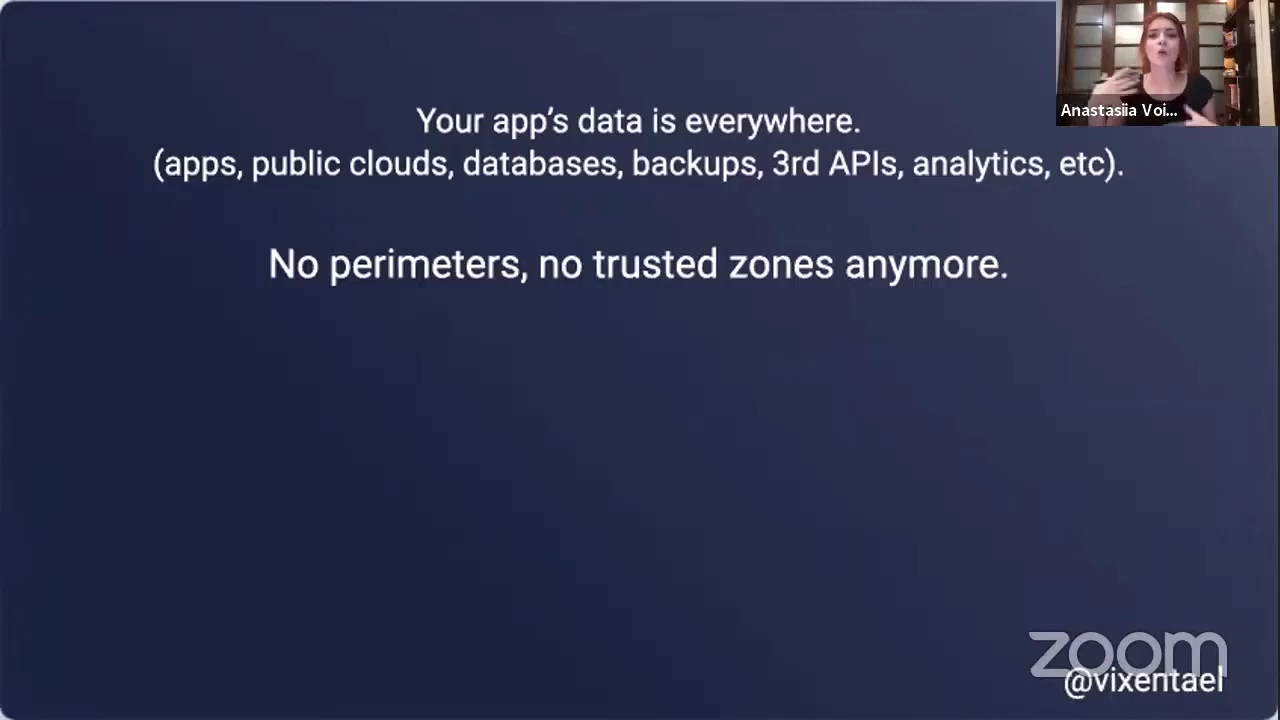 Your app's data is everywhere.
(apps, public clouds, databases, backups, 3rd APIs, analytics, etc).
No perimeters, no trusted zones anymore.
Anastasiia Voi...
zoom
@vixentael